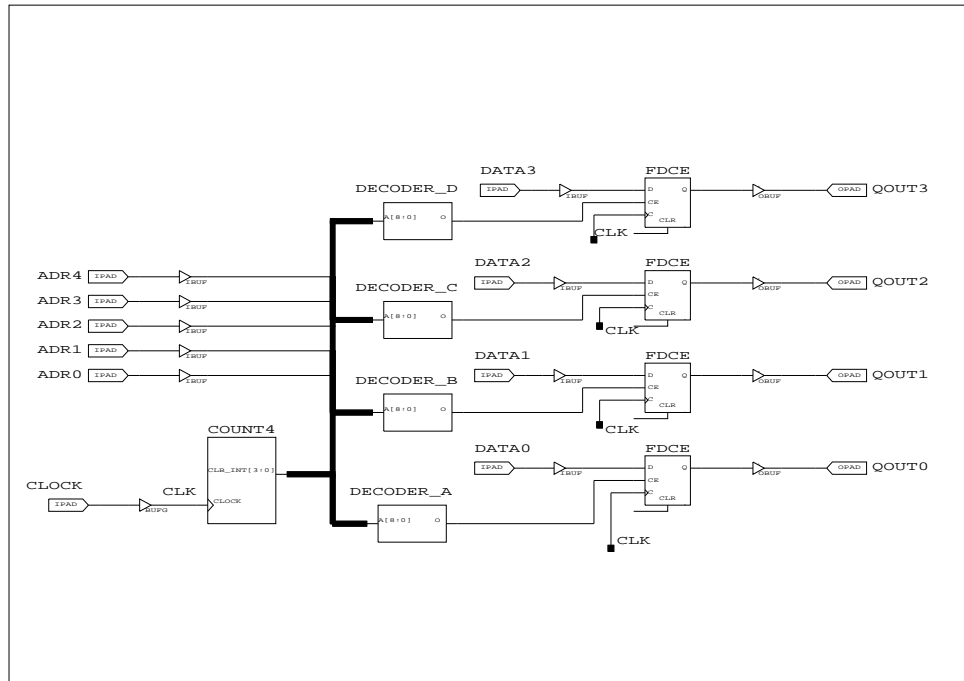 DATA3 FDCE
DECODER_D
IPAD IBUF D Q OBUF OPAD QOUT3
A[8:0] O CE
C
CLR
CLK
ADR4 IPAD IBUF
DATA2 FDCE
DECODER_C
IPAD IBUF D Q OBUF OPAD QOUT2
ADR3 IPAD IBUF
CE
A[8:0] O C
ADR2 IPAD IBUF
CLR
CLK
ADR1 IPAD IBUF
DATA1 FDCE
ADR0 IPAD IBUF
DECODER_B
IPAD IBUF D Q OBUF OPAD QOUT1
CE
A[8:0] O C
CLR
COUNT4
CLK
DATA0 FDCE
CLB_INT[3:0]
IPAD IBUF D Q OBUF OPAD QOUT0
CE
CLOCK CLK
DECODER_A
C
IPAD BUFG CLOCK
CLR
A[8:0] O
CLK